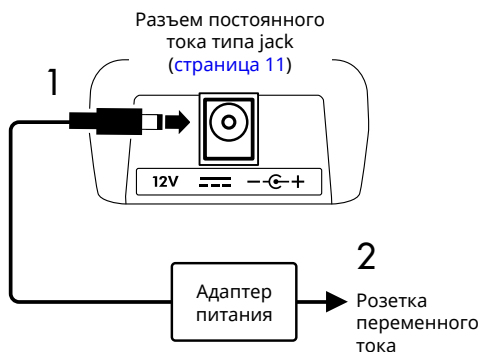 Разъем постоянного
тока типа jack
(страница 11)
1
12V
- +
2
Адаптер
питания
Розетка
переменного
тока